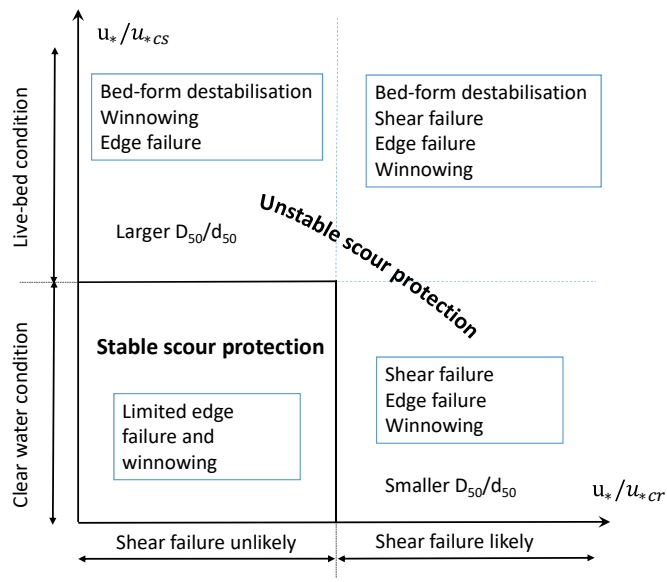 u*/u*cs
Live-bed condition
Bed-form destabilisation
Winnowing
Edge failure
Bed-form destabilisation
Shear failure
Edge failure
Winnowing
Larger D50/d50
Unstable scour protection
Clear water condition
Stable scour protection
Limited edge
failure and
winnowing
Shear failure
Edge failure
Winnowing
Smaller D50/d50
u*/u*cr
Shear failure unlikely
Shear failure likely